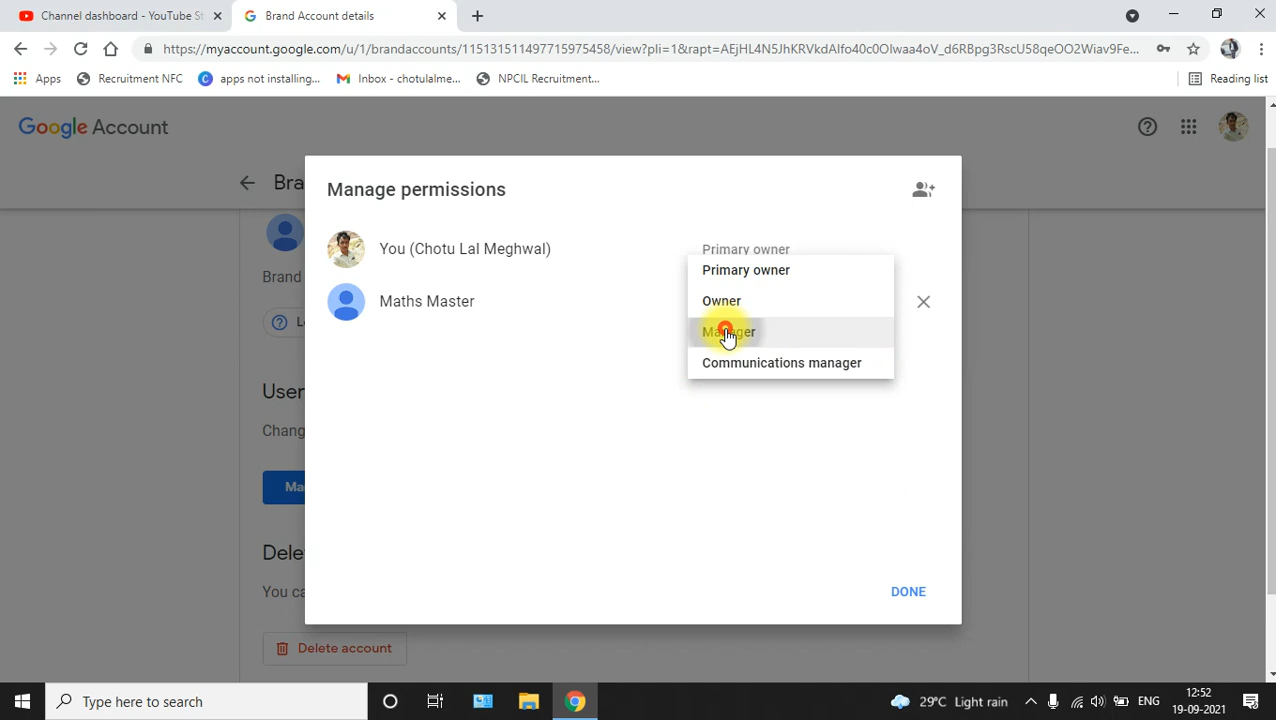 Channel dashboard - YouTube St
Brand Account details
https://myaccount.google.com/u/1/brandaccounts/115131511497715975458/view?pli=1&rapt=AEjHL4N5JhKRVkdAlfo40c0Olwaa4oV_d6RBpg3RscU58qeOO2Wiav9Fe...
Apps
Recruitment NFC
apps not installing...
Inbox - chotulalme...
NPCIL Recruitment...
Reading list
Google Account
Bra
Manage permissions
You (Chotu Lal Meghwal)
Primary owner
Primary owner
Brand
Maths Master
Owner
Manager
Communications manager
User
Chang
Ma
Dele
You ca
DONE
Delete account
Type here to search
29°C Light rain
ENG
12:52
19-09-2021